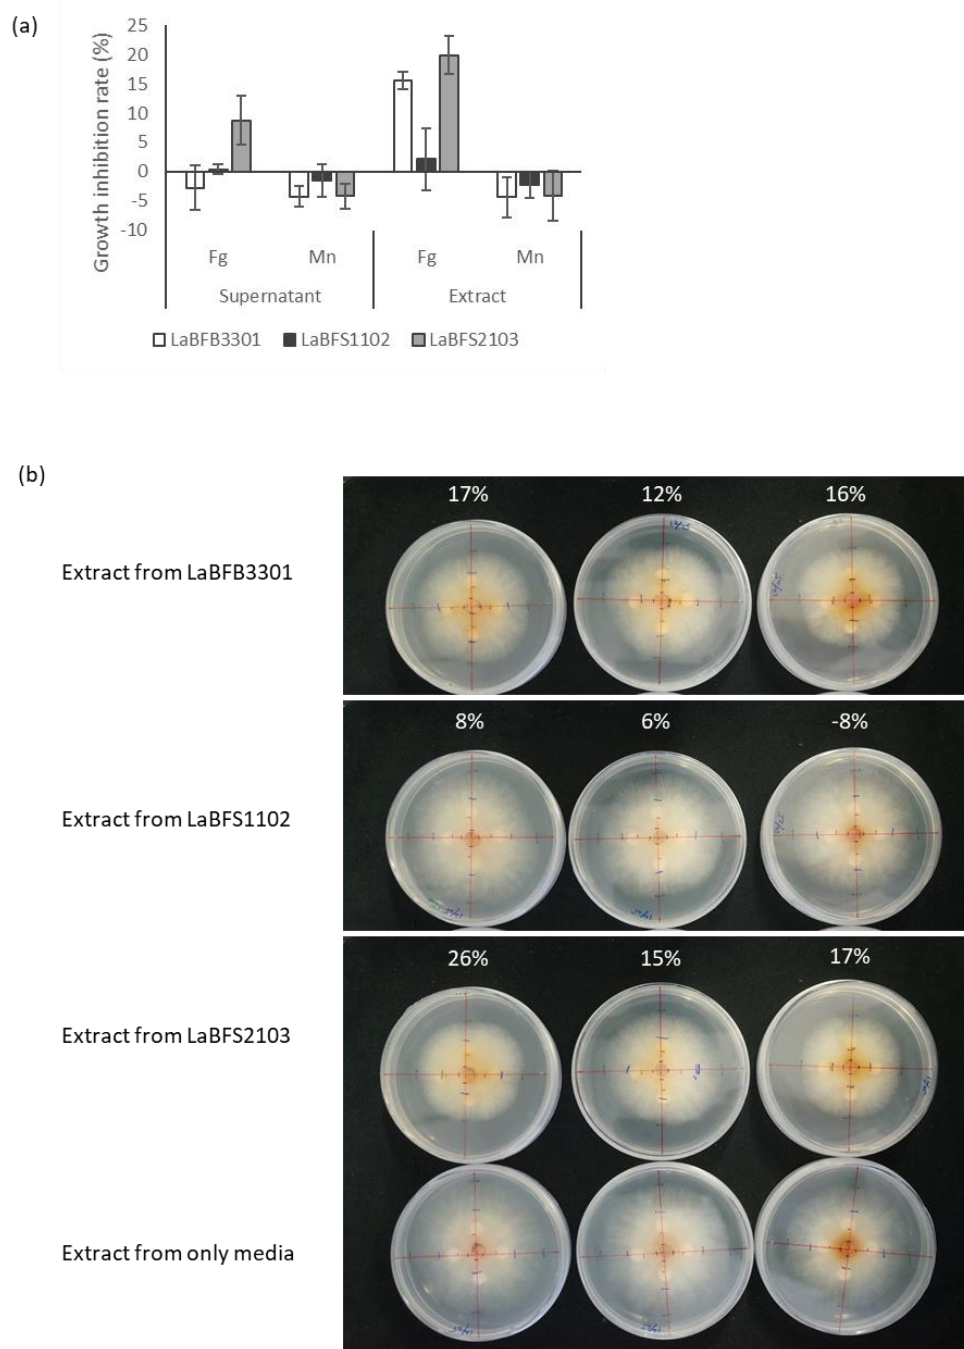 (a)
Growth inhibition rate (%)
25
20
15
10
5
0
-5
-10
Fg Mn Fg Mn
Supernatant Extract
LaBFB3301 LaBFS1102 LaBFS2103
(b)
17% 12% 16%
Extract from LaBFB3301
8% 6% -8%
Extract from LaBFS1102
26% 15% 17%
Extract from LaBFS2103
Extract from only media